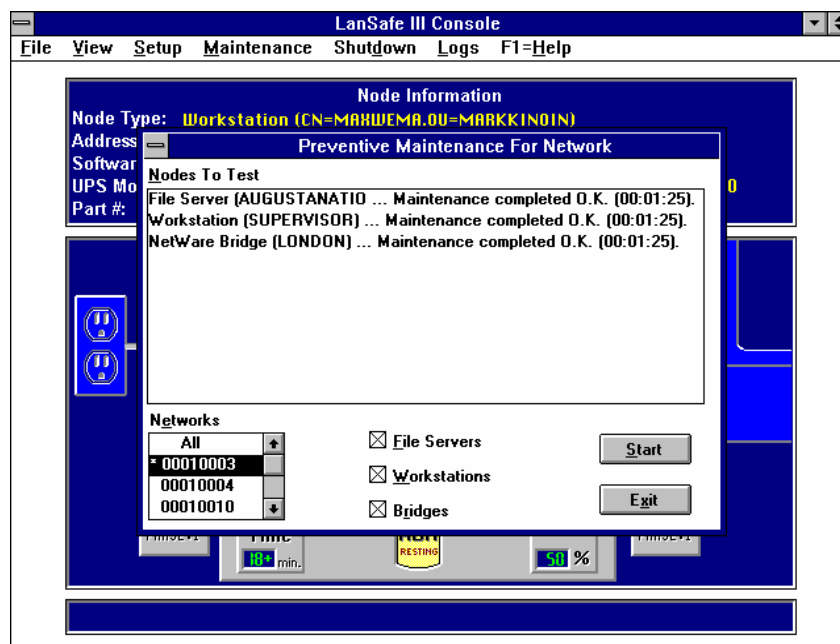 LanSafe III Console
File View Setup Maintenance Shutdown Logs F1=Help
Node Information
Node Type: Workstation (CN=MAXWEMA.OU=MARKKINOIN)
Address
Softwar
UPS Mo 0
Part #:
Preventive Maintenance For Network
Nodes To Test
File Server (AUGUSTANATIO ... Maintenance completed O.K. (00:01:25).
Workstation (SUPERVISOR) ... Maintenance completed O.K. (00:01:25).
NetWare Bridge (LONDON) ... Maintenance completed O.K. (00:01:25).
Networks
All
* 00010003
00010004
00010010
File Servers
Workstations
Bridges
Start
Exit
18+ min.
RESTING
50 %